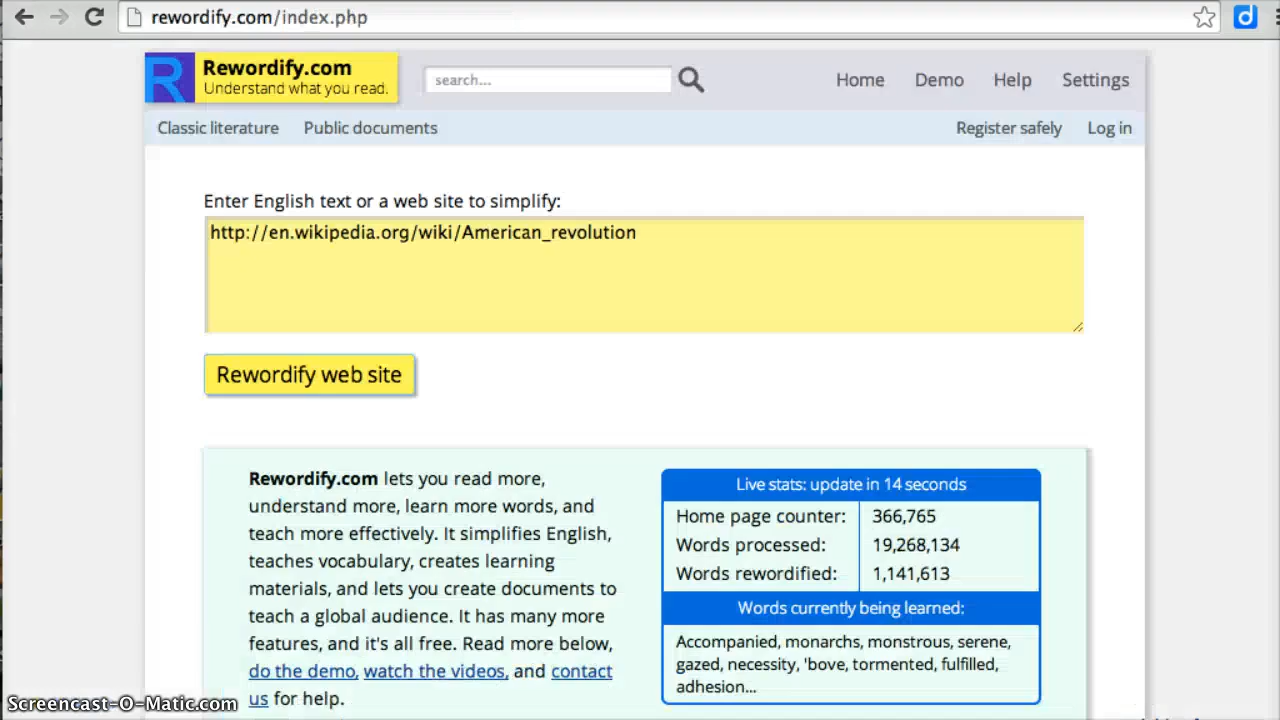 rewordify.com/index.php
Rewordify.com
Understand what you read.
search...
Home Demo Help Settings
Classic literature Public documents Register safely Log in
Enter English text or a web site to simplify:
http://en.wikipedia.org/wiki/American_revolution
Rewordify web site
Rewordify.com lets you read more,
understand more, learn more words, and
teach more effectively. It simplifies English,
teaches vocabulary, creates learning
materials, and lets you create documents to
teach a global audience. It has many more
features, and it's all free. Read more below,
do the demo, watch the videos, and contact
us for help.
Live stats: update in 14 seconds
Home page counter: 366,765
Words processed: 19,268,134
Words rewordified: 1,141,613
Words currently being learned:
Accompanied, monarchs, monstrous, serene,
gazed, necessity, 'bove, tormented, fulfilled,
adhesion...
Screencast-O-Matic.com